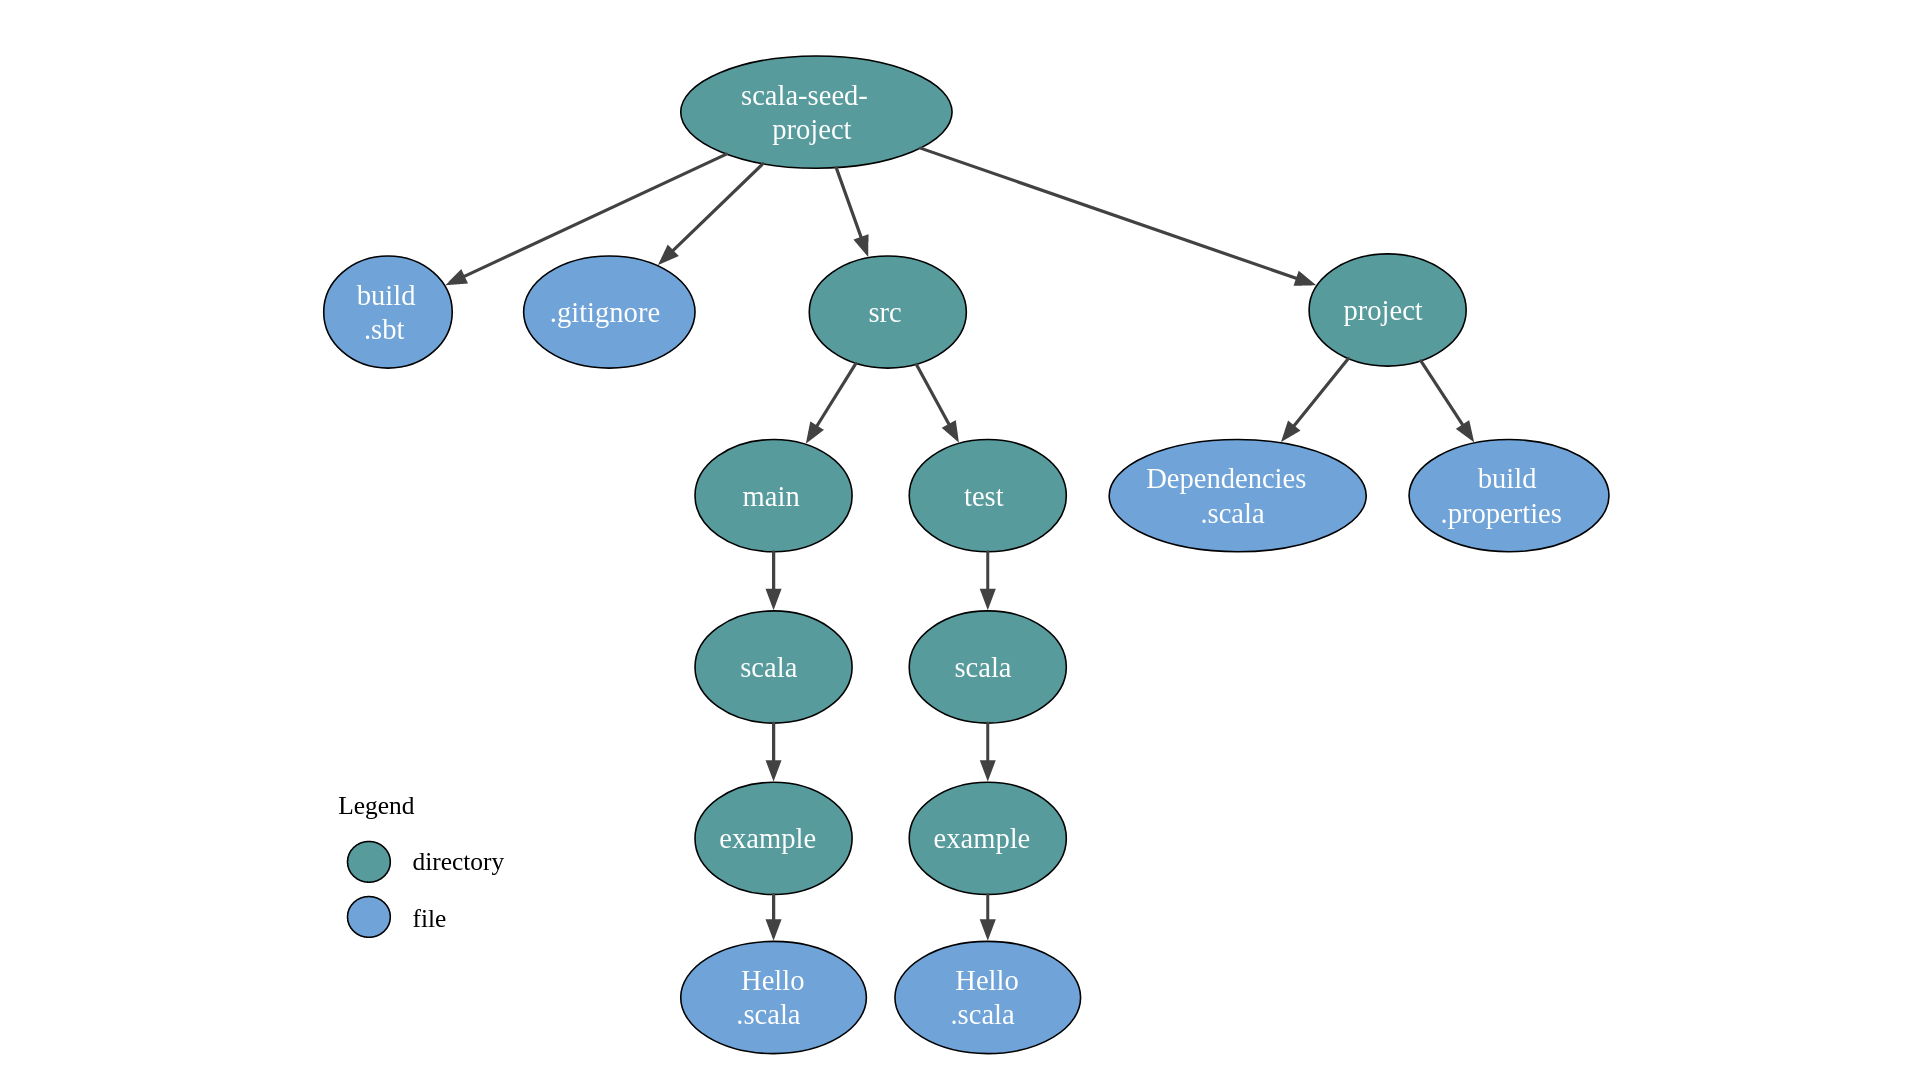 scala-seed-
project
build
.sbt
.gitignore
src
project
main
test
Dependencies
.scala
build
.properties
scala
scala
example
example
Hello
.scala
Hello
.scala
Legend
directory
file